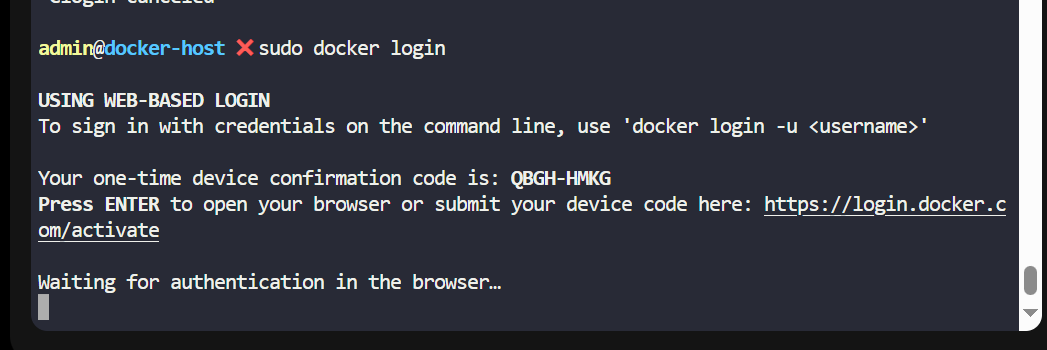 admin@docker-host ❌ sudo docker login
USING WEB-BASED LOGIN
To sign in with credentials on the command line, use 'docker login -u <username>'
Your one-time device confirmation code is: QBGH-HMKG
Press ENTER to open your browser or submit your device code here: https://login.docker.c
om/activate
Waiting for authentication in the browser…